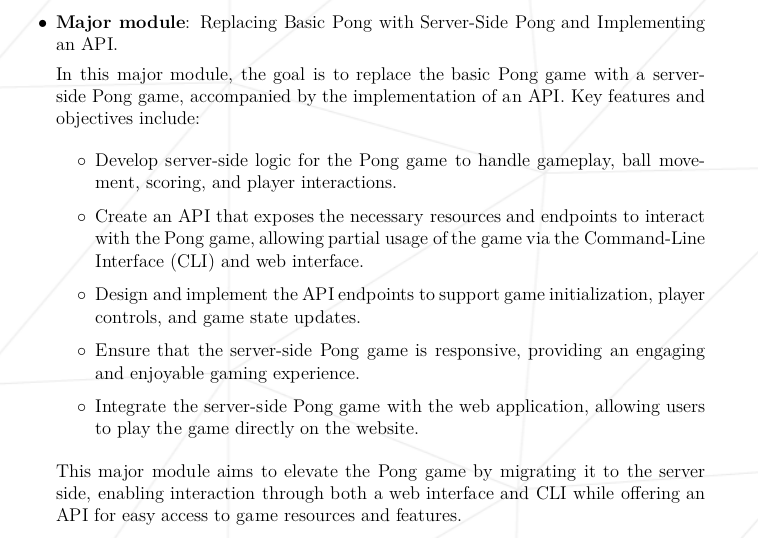 • Major module: Replacing Basic Pong with Server-Side Pong and Implementing
an API.
In this major module, the goal is to replace the basic Pong game with a server-
side Pong game, accompanied by the implementation of an API. Key features and
objectives include:
◦ Develop server-side logic for the Pong game to handle gameplay, ball move-
ment, scoring, and player interactions.
◦ Create an API that exposes the necessary resources and endpoints to interact
with the Pong game, allowing partial usage of the game via the Command-Line
Interface (CLI) and web interface.
◦ Design and implement the API endpoints to support game initialization, player
controls, and game state updates.
◦ Ensure that the server-side Pong game is responsive, providing an engaging
and enjoyable gaming experience.
◦ Integrate the server-side Pong game with the web application, allowing users
to play the game directly on the website.
This major module aims to elevate the Pong game by migrating it to the server
side, enabling interaction through both a web interface and CLI while offering an
API for easy access to game resources and features.